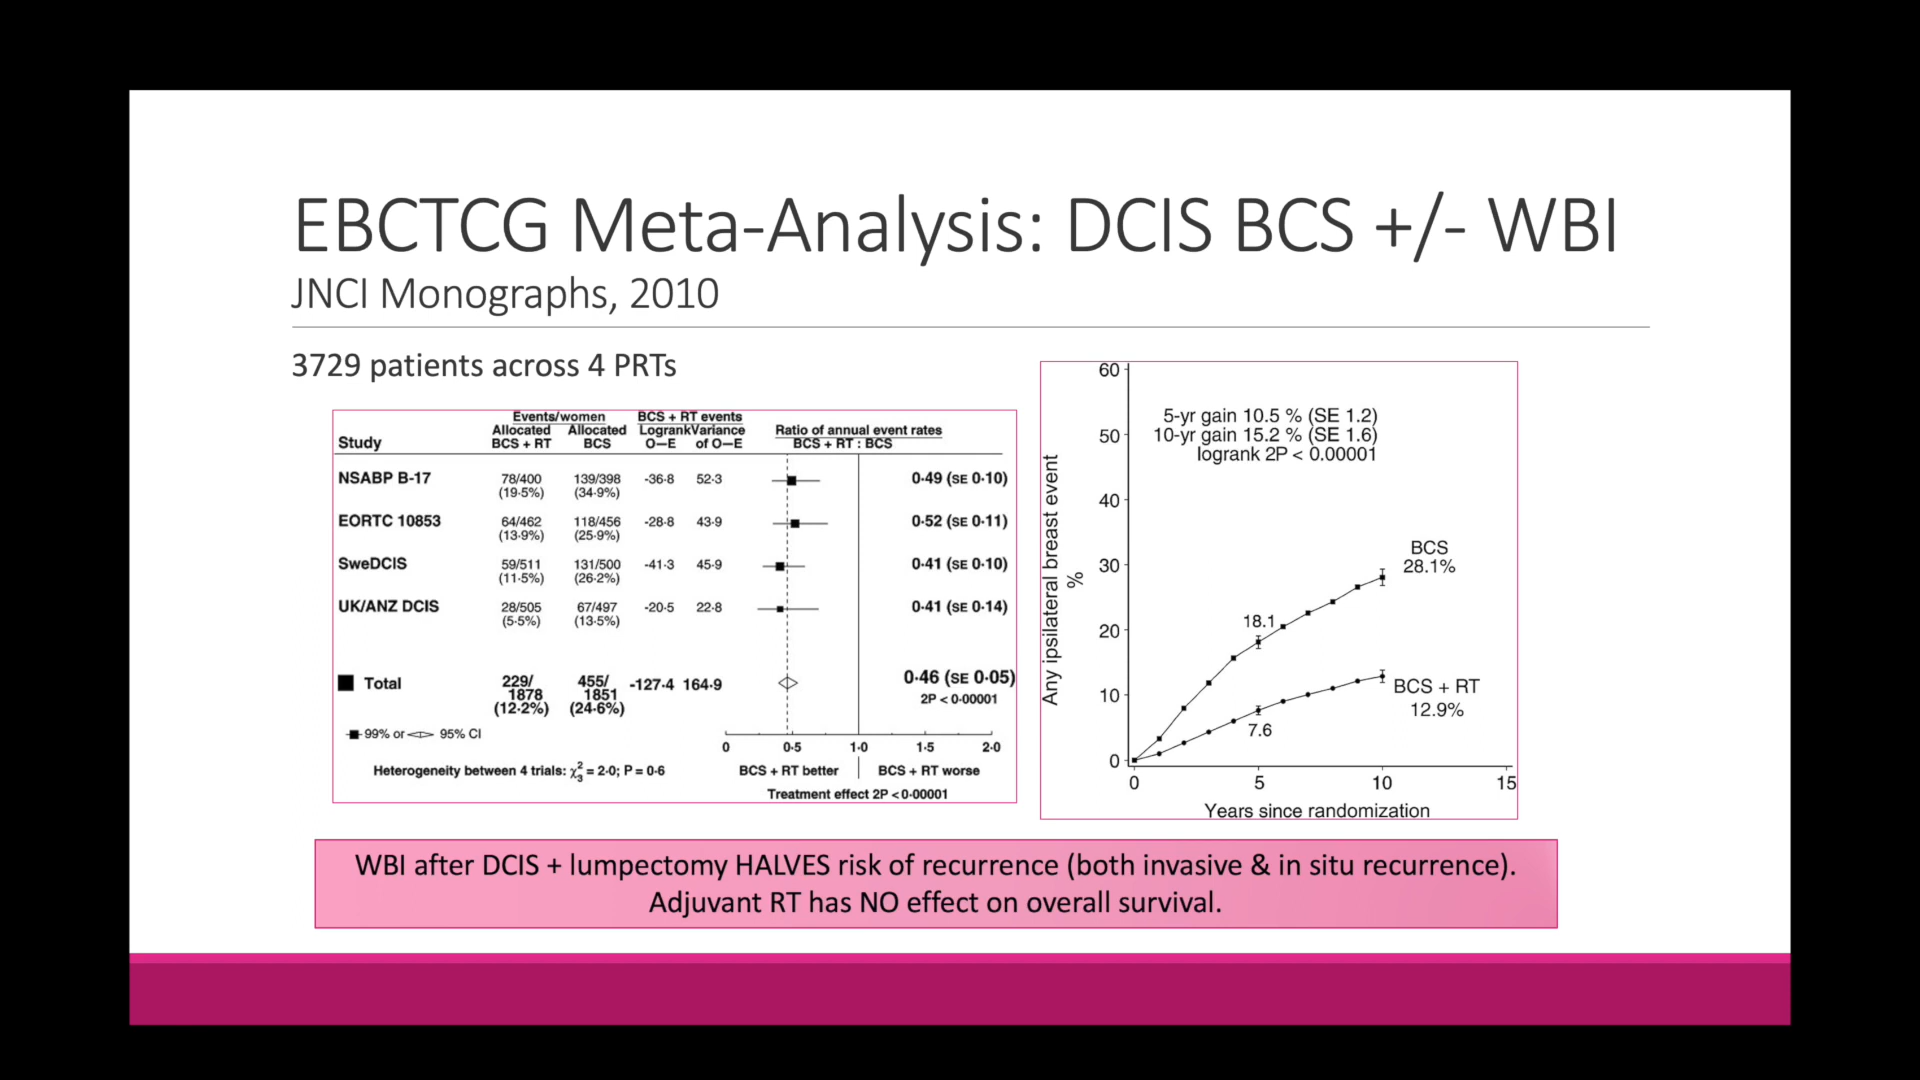 EBCTCG Meta-Analysis: DCIS BCS +/- WBI
JNCI Monographs, 2010
3729 patients across 4 PRTs
Events/women BCS + RT events
Allocated Allocated LogrankVariance Ratio of annual event rates
Study BCS + RT BCS O–E of O–E BCS + RT : BCS
NSABP B-17 78/400 139/398 -36·8 52·3 0·49 (SE 0·10)
(19·5%) (34·9%)
EORTC 10853 64/462 118/456 -28·8 43·9 0·52 (SE 0·11)
(13·9%) (25·9%)
SweDCIS 59/511 131/500 -41·3 45·9 0·41 (SE 0·10)
(11·5%) (26·2%)
UK/ANZ DCIS 28/505 67/497 -20·5 22·8 0·41 (SE 0·14)
(5·5%) (13·5%)
Total 229/ 455/ -127·4 164·9 0·46 (SE 0·05)
1878 1851 2P < 0·00001
(12·2%) (24·6%)
99% or 95% CI
0 0·5 1·0 1·5 2·0
Heterogeneity between 4 trials: χ²₃ = 2·0; P = 0·6
BCS + RT better BCS + RT worse
Treatment effect 2P < 0·00001
Any ipsilateral breast event
%
60
50
40
30
20
10
0
5-yr gain 10.5 % (SE 1.2)
10-yr gain 15.2 % (SE 1.6)
logrank 2P < 0.00001
BCS
28.1%
18.1
BCS + RT
12.9%
7.6
0 5 10 15
Years since randomization
WBI after DCIS + lumpectomy HALVES risk of recurrence (both invasive & in situ recurrence).
Adjuvant RT has NO effect on overall survival.